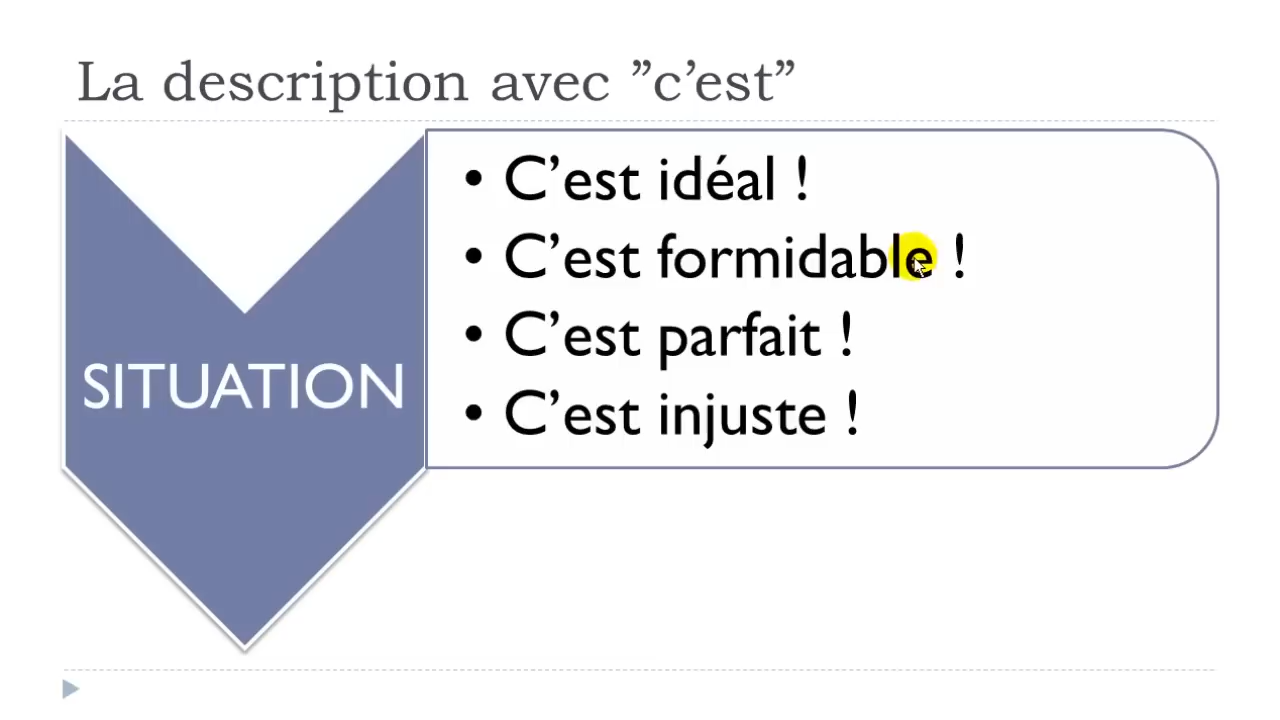 La description avec ”c’est”
SITUATION
• C’est idéal !
• C’est formidable !
• C’est parfait !
• C’est injuste !